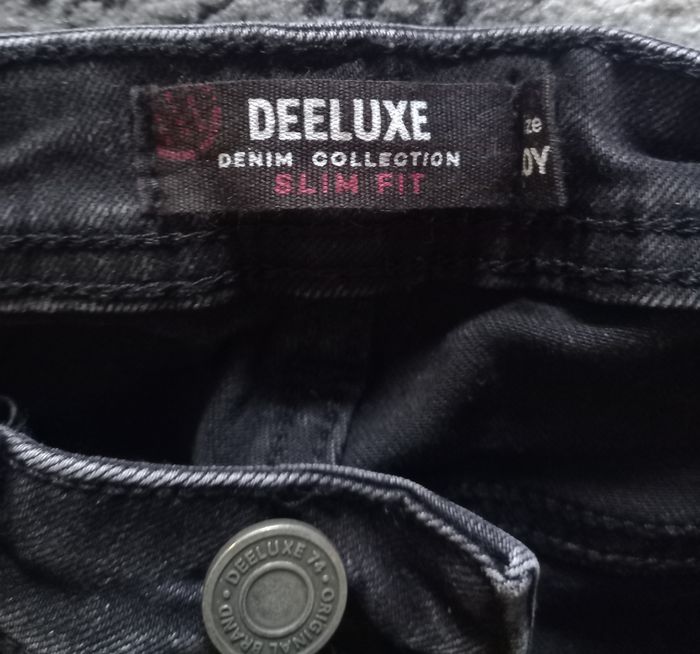 DEELUXE
DENIM COLLECTION
SLIM FIT
DEELUXE 74 • ORIGINAL BRAND •